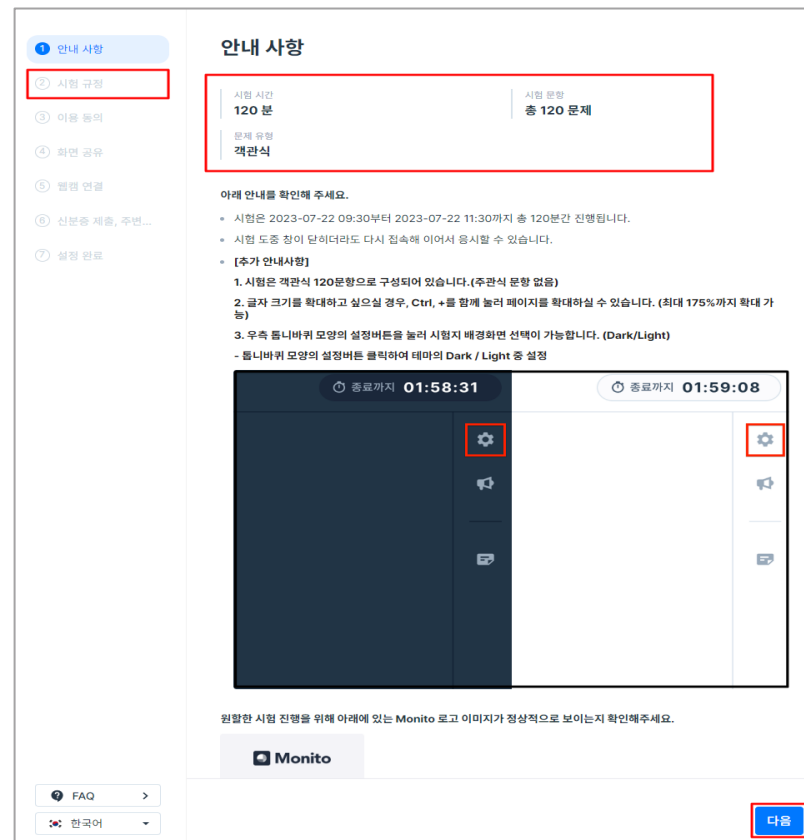 1 안내 사항
2 시험 규정
3 이용 동의
4 화면 공유
5 웹캠 연결
6 신분증 제출, 주변...
7 설정 완료
안내 사항
시험 시간
120 분
시험 문항
총 120 문제
문제 유형
객관식
아래 안내를 확인해 주세요.
시험은 2023-07-22 09:30부터 2023-07-22 11:30까지 총 120분간 진행됩니다.
시험 도중 창이 닫히더라도 다시 접속해 이어서 응시할 수 있습니다.
[추가 안내사항]
1. 시험은 객관식 120문항으로 구성되어 있습니다.(주관식 문항 없음)
2. 글자 크기를 확대하고 싶으실 경우, Ctrl, +를 함께 눌러 페이지를 확대하실 수 있습니다. (최대 175%까지 확대 가
능)
3. 우측 톱니바퀴 모양의 설정버튼을 눌러 시험지 배경화면 선택이 가능합니다. (Dark/Light)
- 톱니바퀴 모양의 설정버튼 클릭하여 테마의 Dark / Light 중 설정
종료까지 01:58:31
종료까지 01:59:08
원할한 시험 진행을 위해 아래에 있는 Monito 로고 이미지가 정상적으로 보이는지 확인해주세요.
Monito
FAQ
한국어
다음